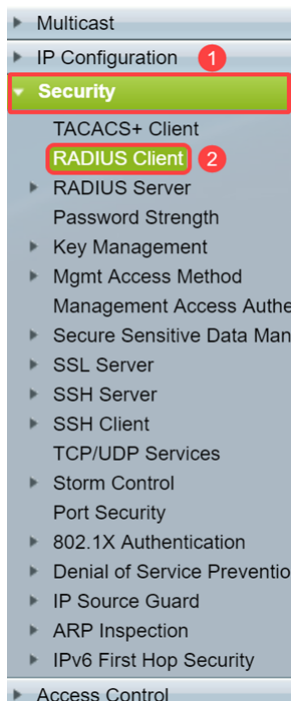 Multicast
IP Configuration 1
Security
TACACS+ Client
RADIUS Client 2
RADIUS Server
Password Strength
Key Management
Mgmt Access Method
Management Access Authe
Secure Sensitive Data Man
SSL Server
SSH Server
SSH Client
TCP/UDP Services
Storm Control
Port Security
802.1X Authentication
Denial of Service Preventio
IP Source Guard
ARP Inspection
IPv6 First Hop Security
Access Control